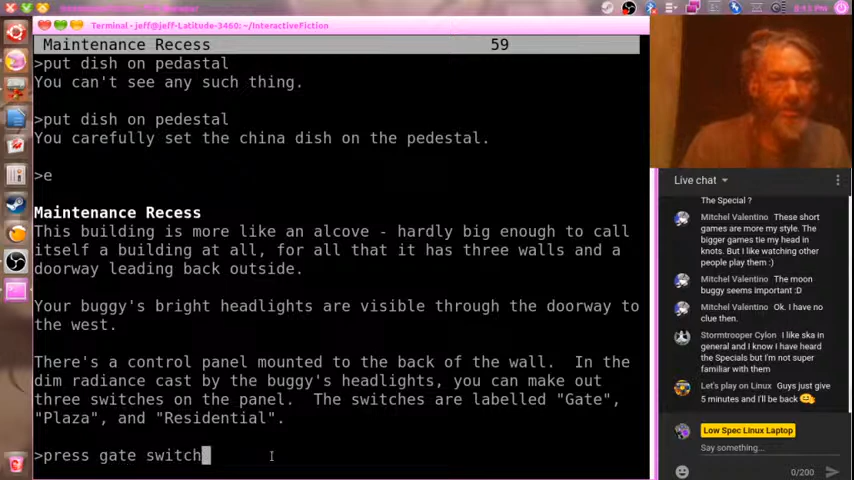 Terminal - jeff@jeff-Latitude-3460: ~/InteractiveFiction
Maintenance Recess 59
>put dish on pedastal
You can't see any such thing.
>put dish on pedastal
You carefully set the china dish on the pedestal.
>e
Maintenance Recess
This building is more like an alcove - hardly big enough to call
itself a building at all, for all that it has three walls and a
doorway leading back outside.
Your buggy's bright headlights are visible through the doorway to
the west.
There's a control panel mounted to the back of the wall. In the
dim radiance cast by the buggy's headlights, you can make out
three switches on the panel. The switches are labelled "Gate",
"Plaza", and "Residential".
>press gate switch
Live chat
The Special ?
Mitchel Valentino These short
games are more my style. The
bigger games tie my head in
knots. But I like watching other
people play them :)
Mitchel Valentino The moon
buggy seems important :D
Mitchel Valentino Ok. I have no
clue then.
Stormtrooper Cylon I like ska in
general and I know I have heard
the Specials but I'm not super
familiar with them
Let's play on Linux Guys just give
5 minutes and I'll be back
Low Spec Linux Laptop
Say something...
0/200